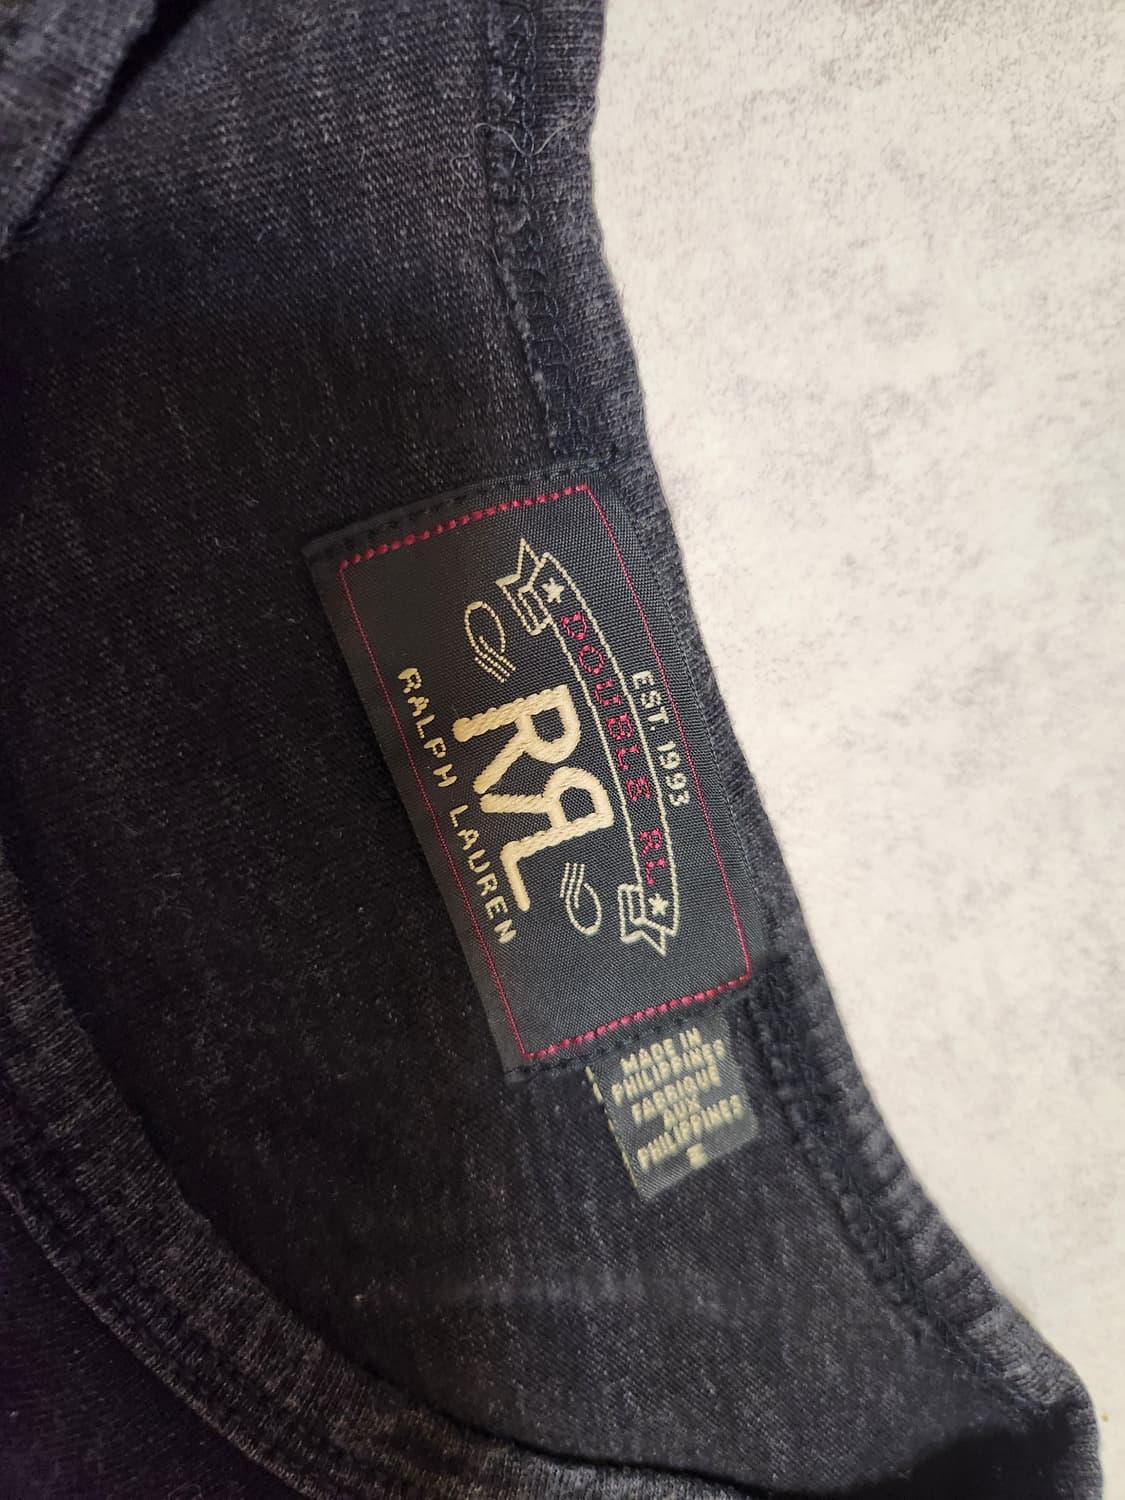 EST. 1993
DOUBLE RL
RRL
RALPH LAUREN
MADE IN
PHILIPPINES
FABRIQUE
AUX
PHILIPPINES